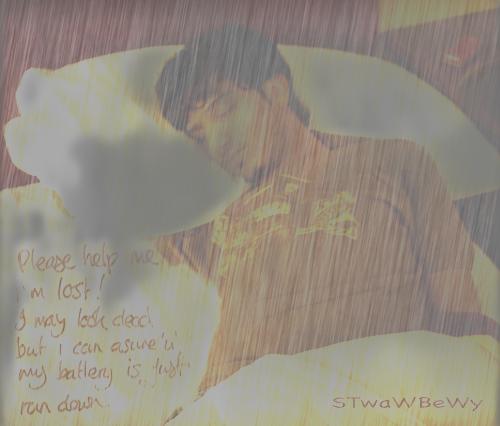 Please help me
i'm lost!
I may look dead
but i can asure 'u'
my battery is just
run down.
STwaWBeWy